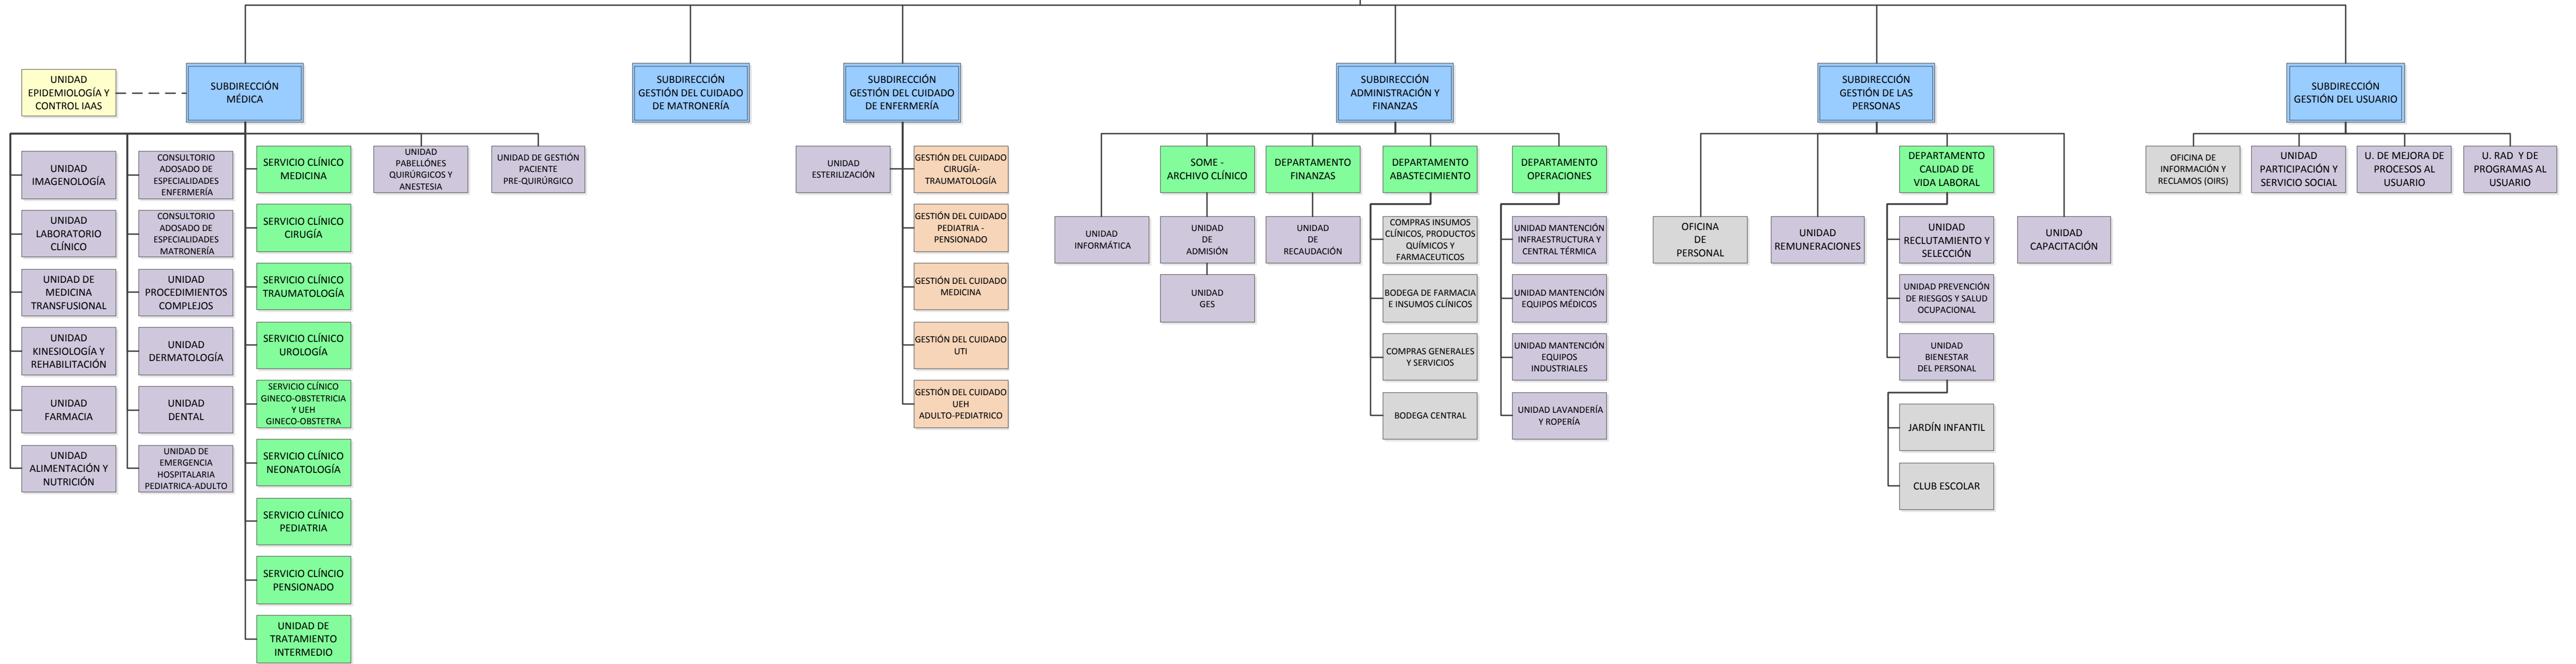 UNIDAD
EPIDEMIOLOGÍA Y
CONTROL IAAS
SUBDIRECCIÓN
MÉDICA
SUBDIRECCIÓN
GESTIÓN DEL CUIDADO
DE MATRONERÍA
SUBDIRECCIÓN
GESTIÓN DEL CUIDADO
DE ENFERMERÍA
SUBDIRECCIÓN
ADMINISTRACIÓN Y
FINANZAS
SUBDIRECCIÓN
GESTIÓN DE LAS
PERSONAS
SUBDIRECCIÓN
GESTIÓN DEL USUARIO
UNIDAD
IMAGENOLOGÍA
UNIDAD
LABORATORIO
CLÍNICO
UNIDAD DE
MEDICINA
TRANSFUSIONAL
UNIDAD
KINESIOLOGÍA Y
REHABILITACIÓN
UNIDAD
FARMACIA
UNIDAD
ALIMENTACIÓN Y
NUTRICIÓN
CONSULTORIO
ADOSADO DE
ESPECIALIDADES
ENFERMERÍA
CONSULTORIO
ADOSADO DE
ESPECIALIDADES
MATRONERÍA
UNIDAD
PROCEDIMIENTOS
COMPLEJOS
UNIDAD
DERMATOLOGÍA
UNIDAD
DENTAL
UNIDAD DE
EMERGENCIA
HOSPITALARIA
PEDIATRICA-ADULTO
SERVICIO CLÍNICO
MEDICINA
SERVICIO CLÍNICO
CIRUGÍA
SERVICIO CLÍNICO
TRAUMATOLOGÍA
SERVICIO CLÍNICO
UROLOGÍA
SERVICIO CLÍNICO
GINECO-OBSTETRICIA
Y UEH
GINECO-OBSTETRA
SERVICIO CLÍNICO
NEONATOLOGÍA
SERVICIO CLÍNICO
PEDIATRIA
SERVICIO CLÍNCIO
PENSIONADO
UNIDAD DE
TRATAMIENTO
INTERMEDIO
UNIDAD
PABELLÓNES
QUIRÚRGICOS Y
ANESTESIA
UNIDAD DE GESTIÓN
PACIENTE
PRE-QUIRÚRGICO
UNIDAD
ESTERILIZACIÓN
GESTIÓN DEL CUIDADO
CIRUGÍA-
TRAUMATOLOGÍA
GESTIÓN DEL CUIDADO
PEDIATRIA -
PENSIONADO
GESTIÓN DEL CUIDADO
MEDICINA
GESTIÓN DEL CUIDADO
UTI
GESTIÓN DEL CUIDADO
UEH
ADULTO-PEDIATRICO
UNIDAD
INFORMÁTICA
SOME -
ARCHIVO CLÍNICO
UNIDAD
DE
ADMISIÓN
UNIDAD
GES
DEPARTAMENTO
FINANZAS
UNIDAD
DE
RECAUDACIÓN
DEPARTAMENTO
ABASTECIMIENTO
COMPRAS INSUMOS
CLÍNICOS, PRODUCTOS
QUÍMICOS Y
FARMACEUTICOS
BODEGA DE FARMACIA
E INSUMOS CLÍNICOS
COMPRAS GENERALES
Y SERVICIOS
BODEGA CENTRAL
DEPARTAMENTO
OPERACIONES
UNIDAD MANTENCIÓN
INFRAESTRUCTURA Y
CENTRAL TÉRMICA
UNIDAD MANTENCIÓN
EQUIPOS MÉDICOS
UNIDAD MANTENCIÓN
EQUIPOS
INDUSTRIALES
UNIDAD LAVANDERÍA
Y ROPERÍA
OFICINA
DE
PERSONAL
UNIDAD
REMUNERACIONES
DEPARTAMENTO
CALIDAD DE
VIDA LABORAL
UNIDAD
RECLUTAMIENTO Y
SELECCIÓN
UNIDAD PREVENCIÓN
DE RIESGOS Y SALUD
OCUPACIONAL
UNIDAD
BIENESTAR
DEL PERSONAL
JARDÍN INFANTIL
CLUB ESCOLAR
UNIDAD
CAPACITACIÓN
OFICINA DE
INFORMACIÓN Y
RECLAMOS (OIRS)
UNIDAD
PARTICIPACIÓN Y
SERVICIO SOCIAL
U. DE MEJORA DE
PROCESOS AL
USUARIO
U. RAD Y DE
PROGRAMAS AL
USUARIO